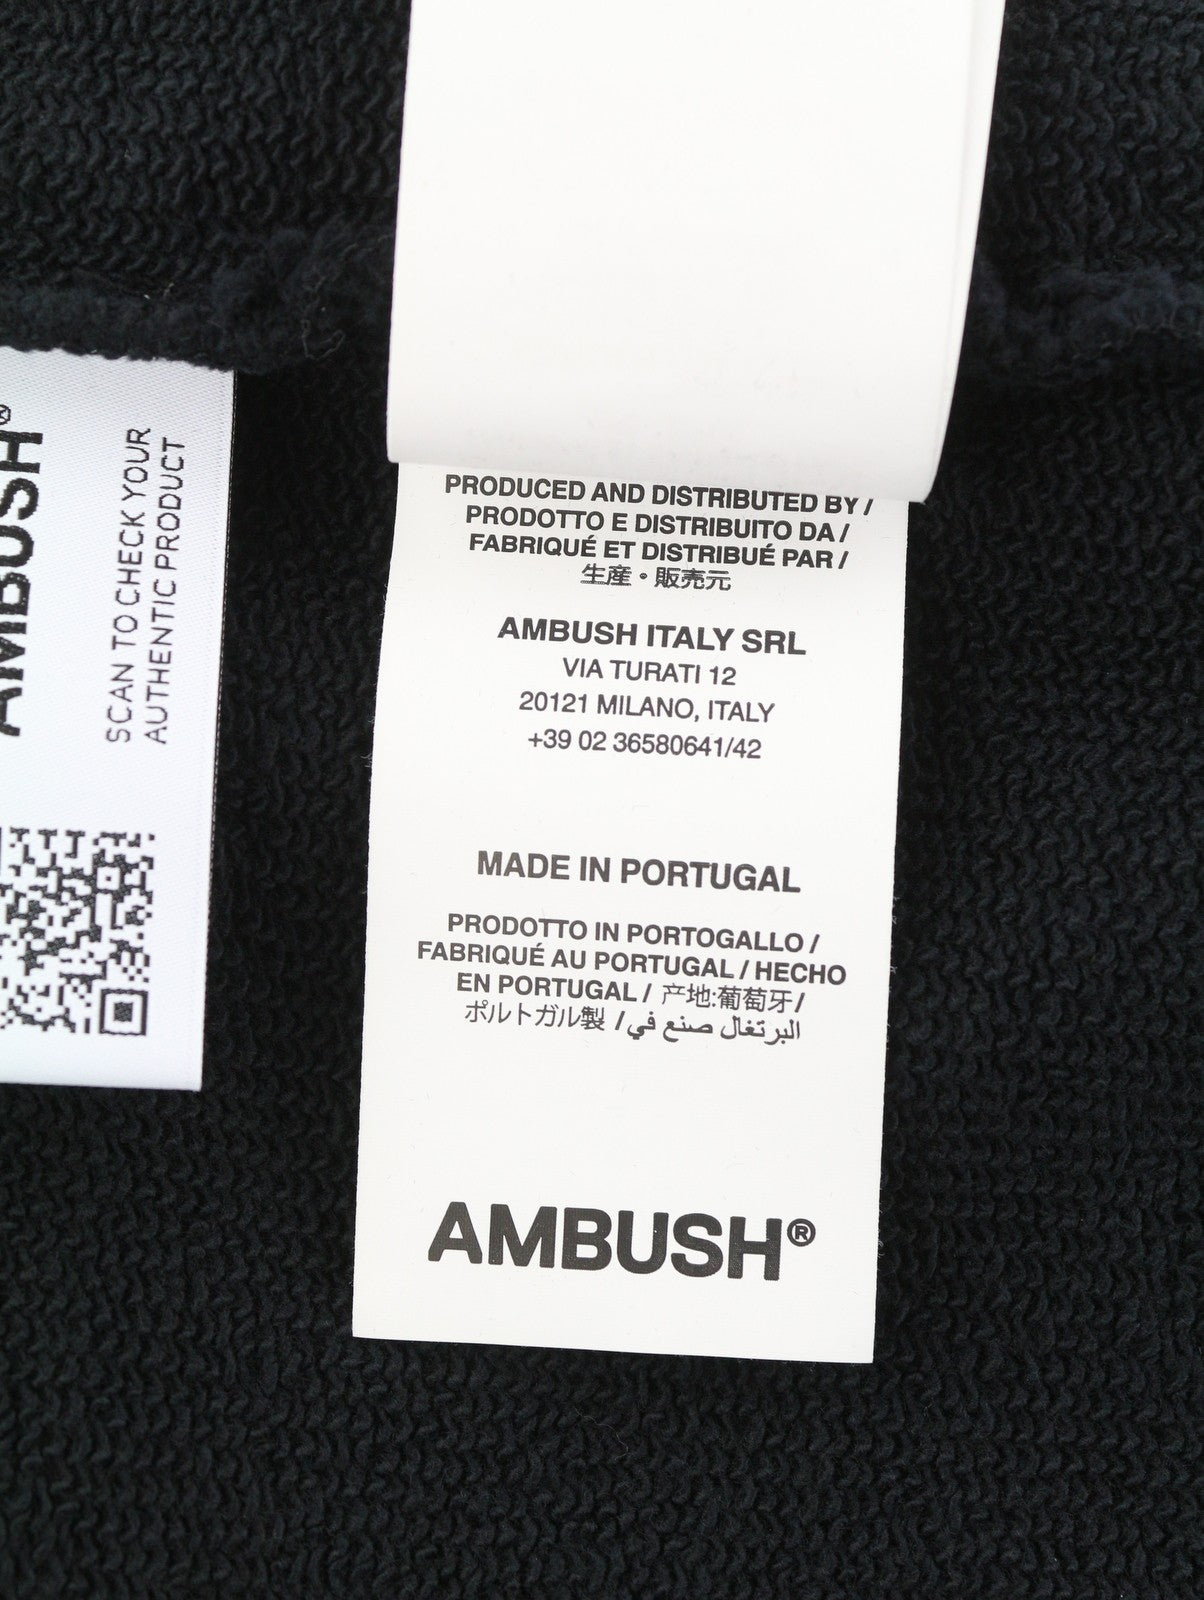 AMBUSH®
SCAN TO CHECK YOUR
AUTHENTIC PRODUCT
PRODUCED AND DISTRIBUTED BY /
PRODOTTO E DISTRIBUITO DA /
FABRIQUÉ ET DISTRIBUÉ PAR /
生産・販売元
AMBUSH ITALY SRL
VIA TURATI 12
20121 MILANO, ITALY
+39 02 36580641/42
MADE IN PORTUGAL
PRODOTTO IN PORTOGALLO /
FABRIQUÉ AU PORTUGAL / HECHO
EN PORTUGAL / 产地:葡萄牙/
ポルトガル製 / البرتغال صنع في
AMBUSH®